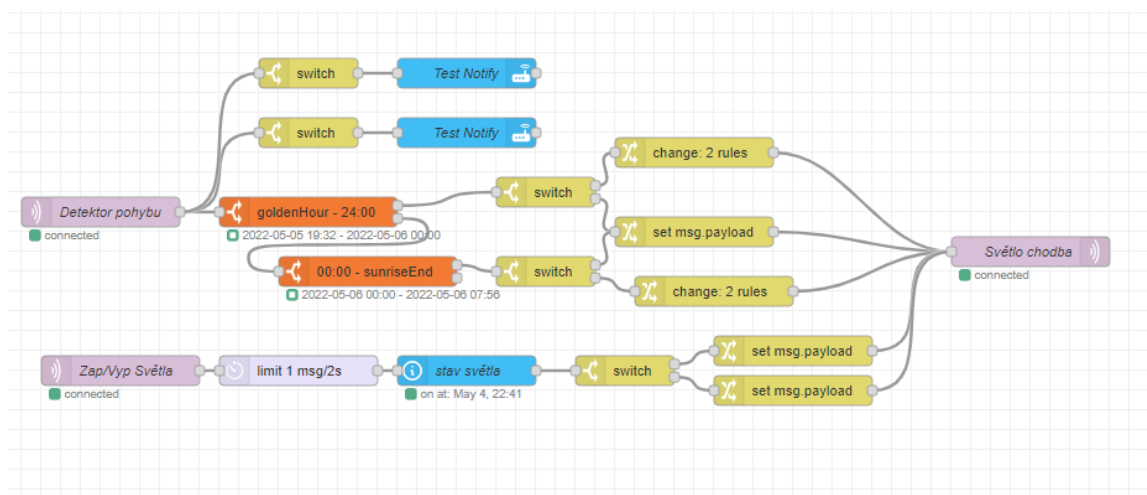 switch
Test Notify
switch
Test Notify
change: 2 rules
switch
Detektor pohybu
goldenHour - 24:00
connected
2022-05-05 19:32 - 2022-05-06 00:00
set msg.payload
Světlo chodba
connected
00:00 - sunriseEnd
switch
2022-05-06 00:00 - 2022-05-06 07:56
change: 2 rules
set msg.payload
Zap/Vyp Světla
limit 1 msg/2s
stav světla
switch
connected
on at: May 4, 22:41
set msg.payload